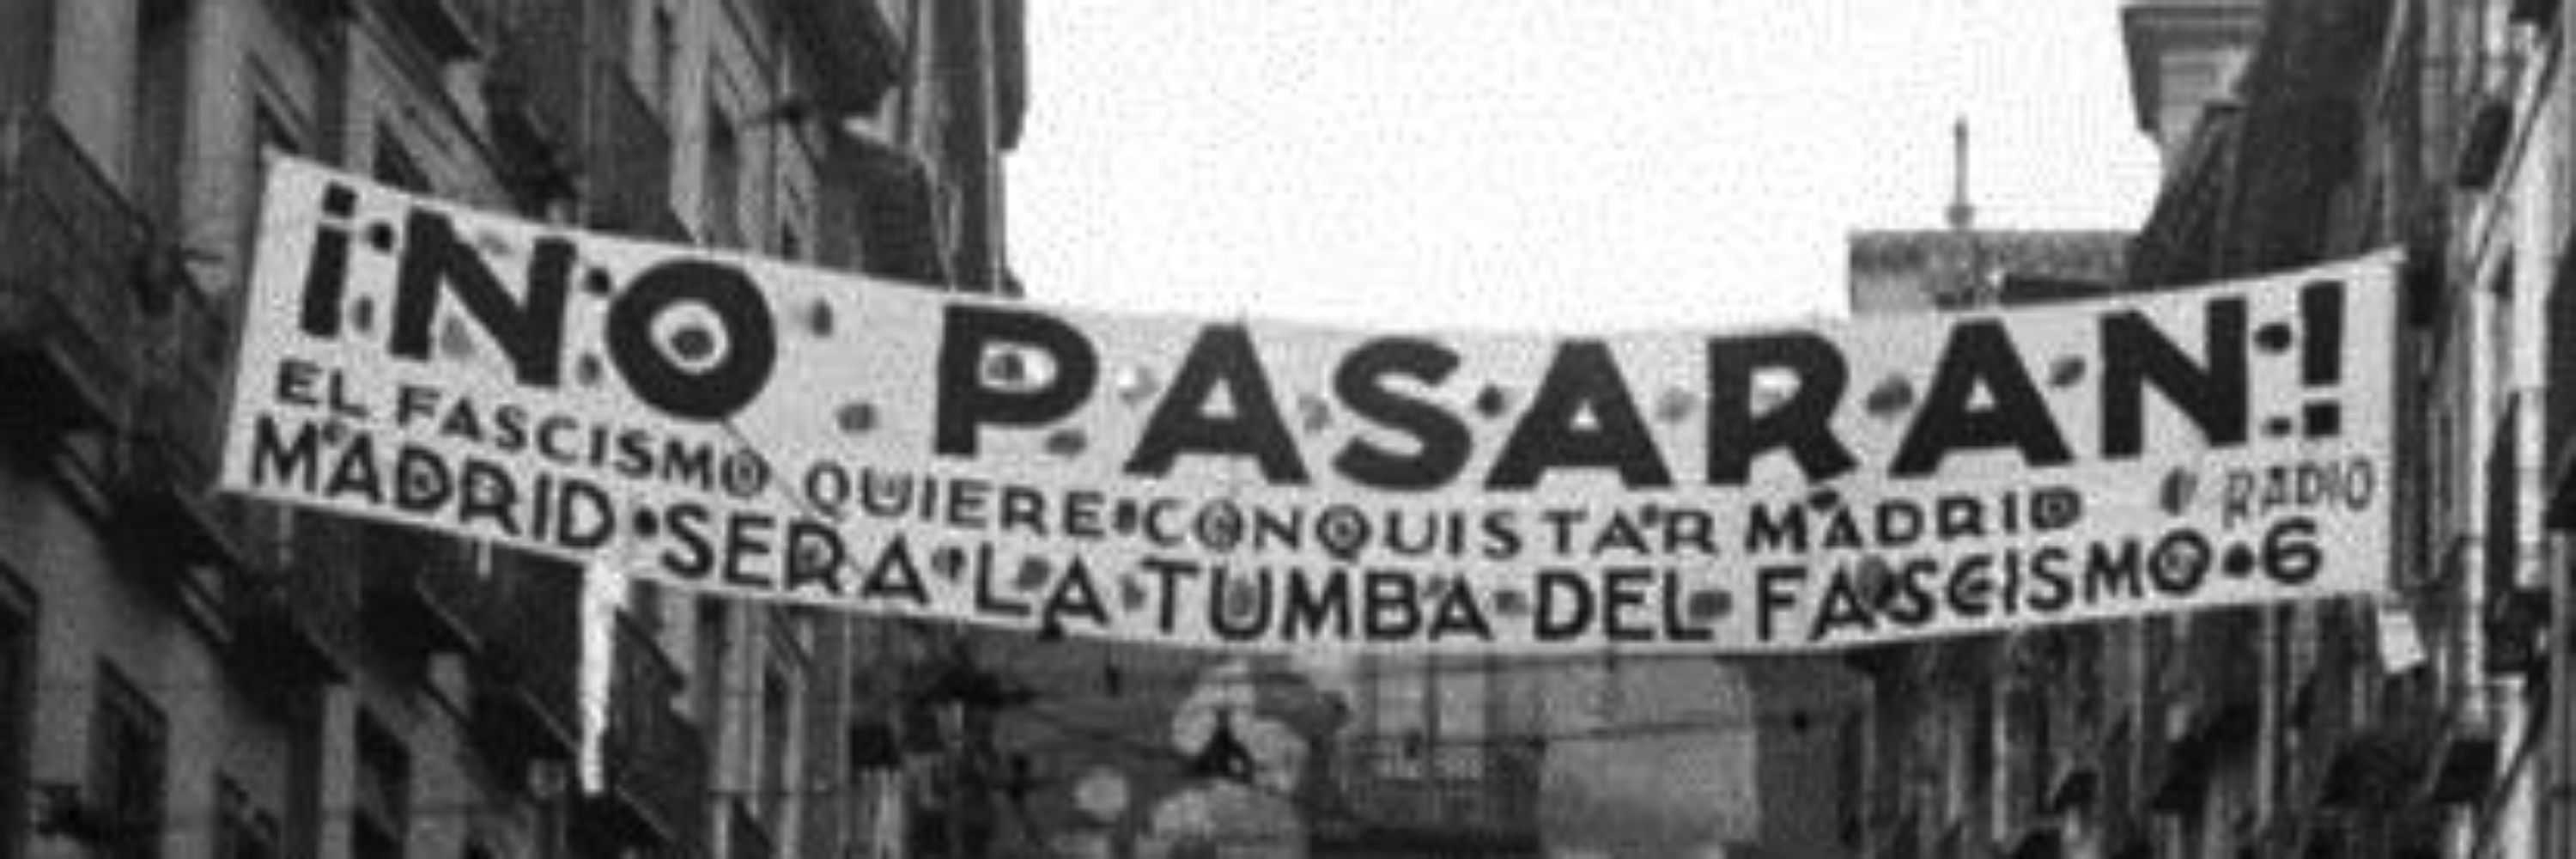 ¡NO PASARAN!
EL FASCISMO QUIERE CONQUISTAR MADRID RADIO
MADRID SERA LA TUMBA DEL FASCISMO 6